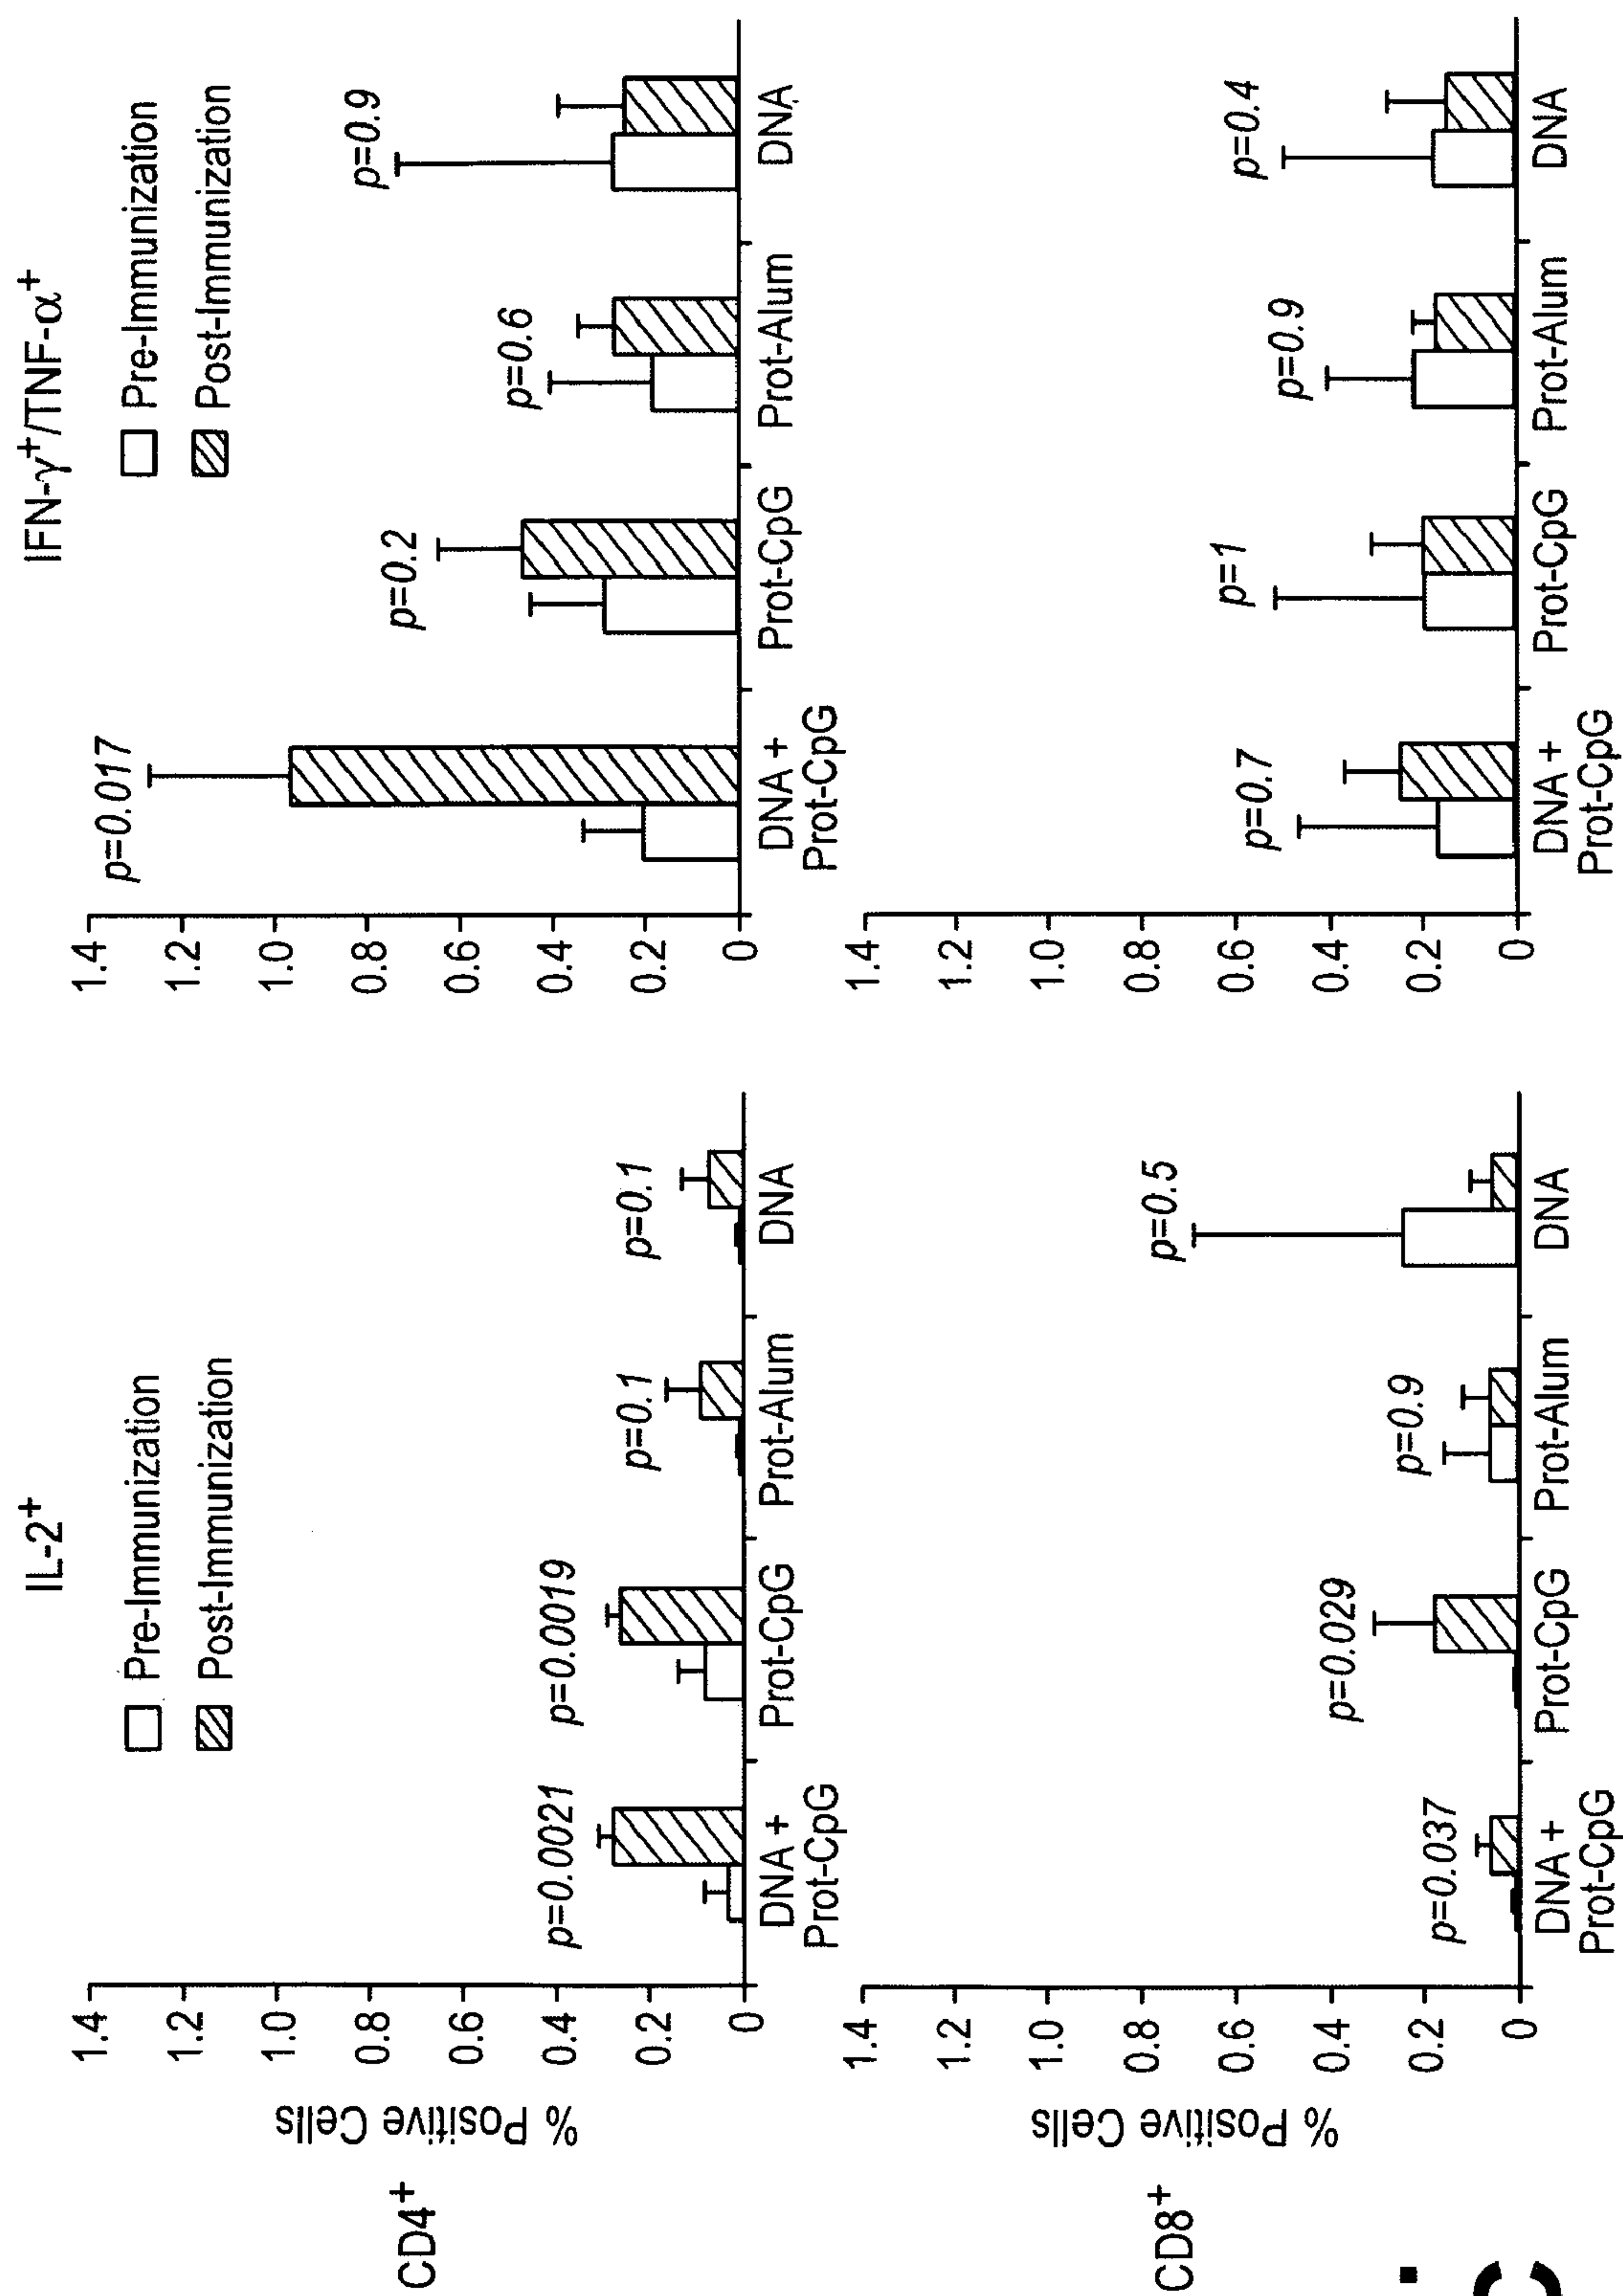 IL-2+
Pre-Immunization
Post-Immunization
CD4+
% Positive Cells
1.4
1.2
1.0
0.8
0.6
0.4
0.2
0
p=0.0021
p=0.0019
p=0.1
p=0.1
DNA + Prot-CpG
Prot-CpG
Prot-Alum
DNA
IFN-γ+/TNF-α+
Pre-Immunization
Post-Immunization
1.4
1.2
1.0
0.8
0.6
0.4
0.2
0
p=0.017
p=0.2
p=0.6
p=0.9
DNA +
Prot-CpG
Prot-CpG
Prot-Alum
DNA
CD8+
% Positive Cells
1.4
1.2
1.0
0.8
0.6
0.4
0.2
0
p=0.037
p=0.029
p=0.9
p=0.5
DNA +
Prot-CpG
Prot-CpG
Prot-Alum
DNA
1.4
1.2
1.0
0.8
0.6
0.4
0.2
0
p=0.7
p=1
p=0.9
p=0.4
DNA +
Prot-CpG
Prot-CpG
Prot-Alum
DNA